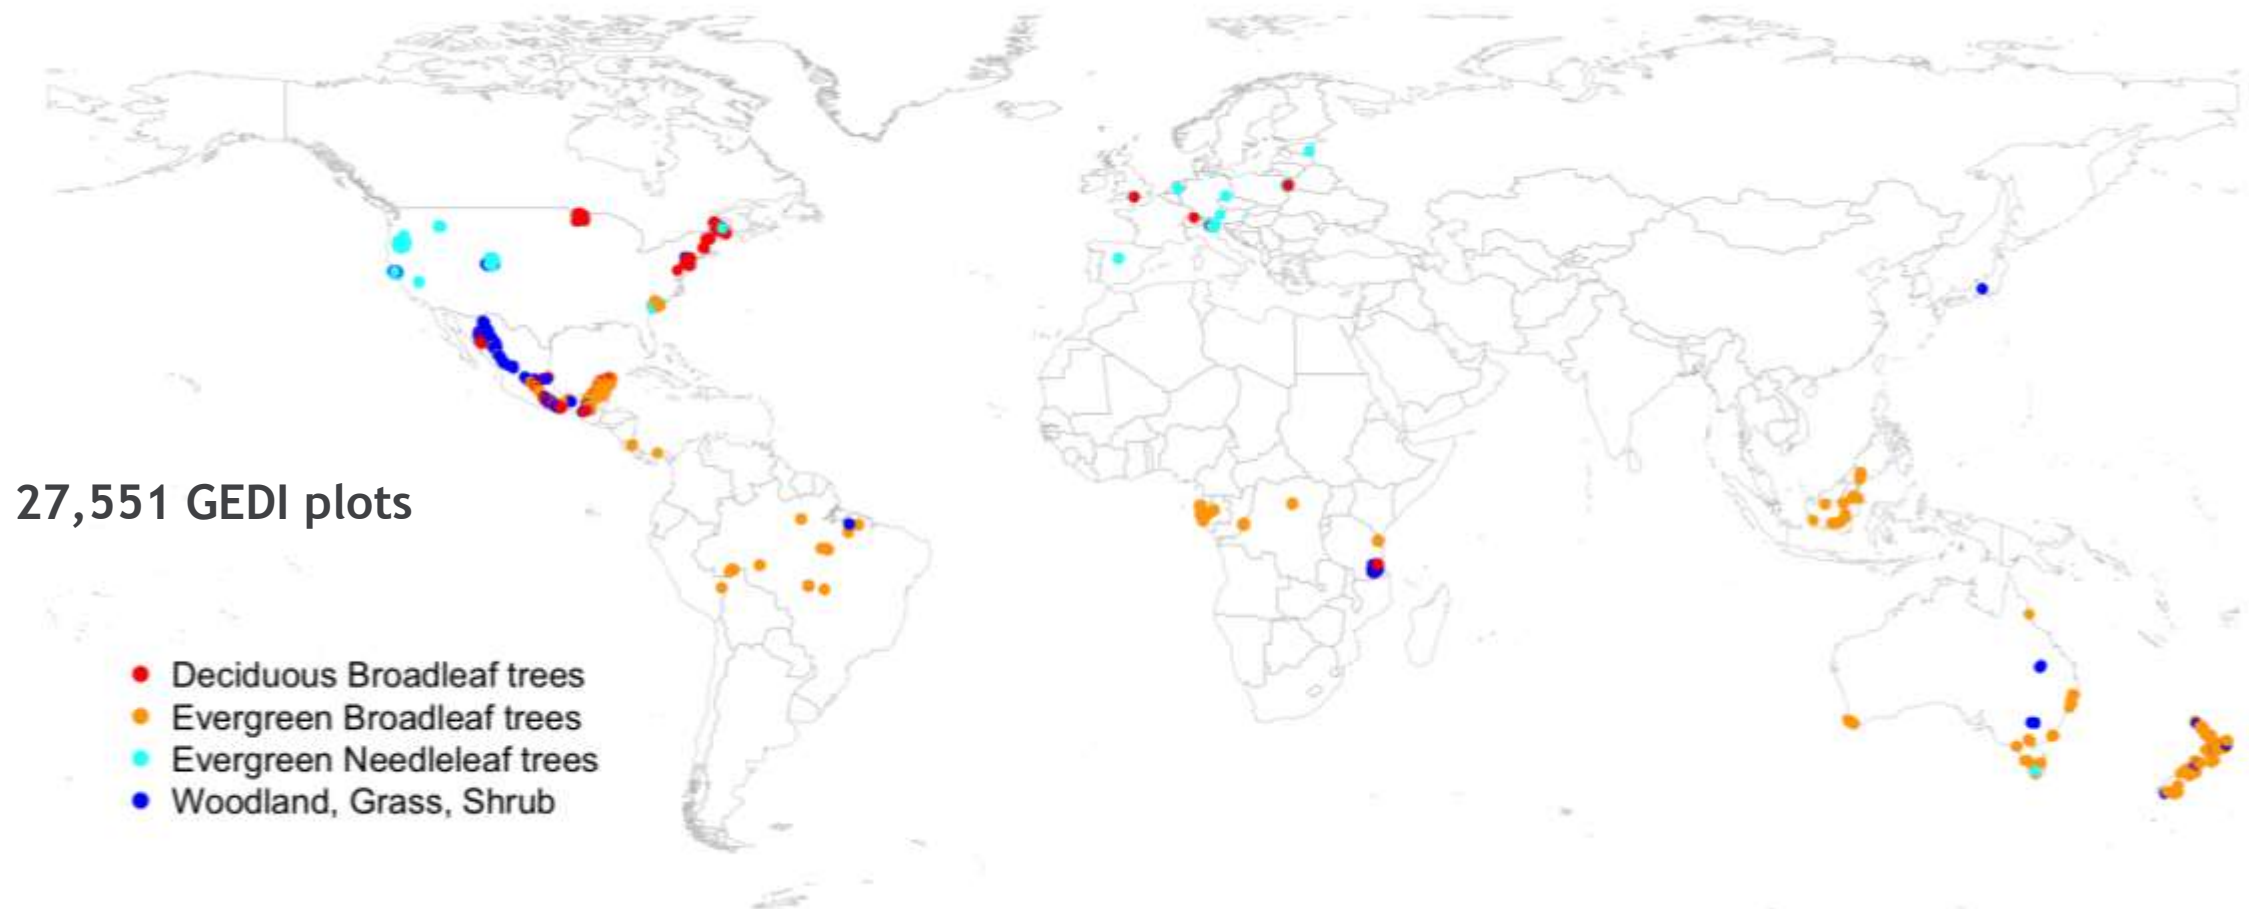 27,551 GEDI plots
Deciduous Broadleaf trees
Evergreen Broadleaf trees
Evergreen Needleleaf trees
Woodland, Grass, Shrub